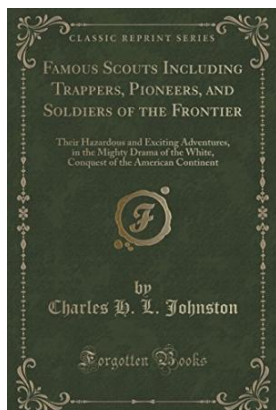 CLASSIC REPRINT SERIES
FAMOUS SCOUTS INCLUDING
TRAPPERS, PIONEERS, AND
SOLDIERS OF THE FRONTIER
Their Hazardous and Exciting Adventures,
in the Mighty Drama of the White,
Conquest of the American Continent
F
by
Charles H. L. Johnston
Forgotten Books